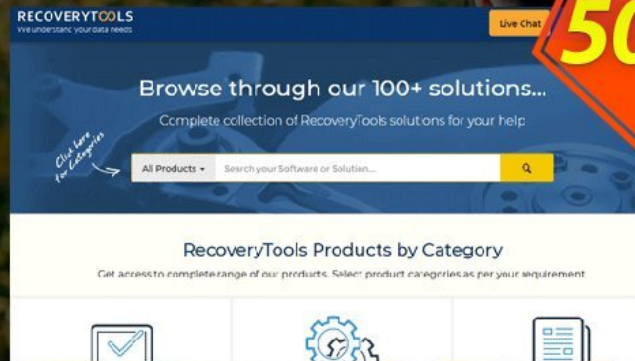 RECOVERYTOOLS
We understand your data needs
Live Chat
50
Browse through our 100+ solutions...
Complete collection of RecoveryTools solutions for your help
Click here
for Categories
All Products
Search your Software or Solution...
RecoveryTools Products by Category
Get access to complete range of our products. Select product categories as per your requirement